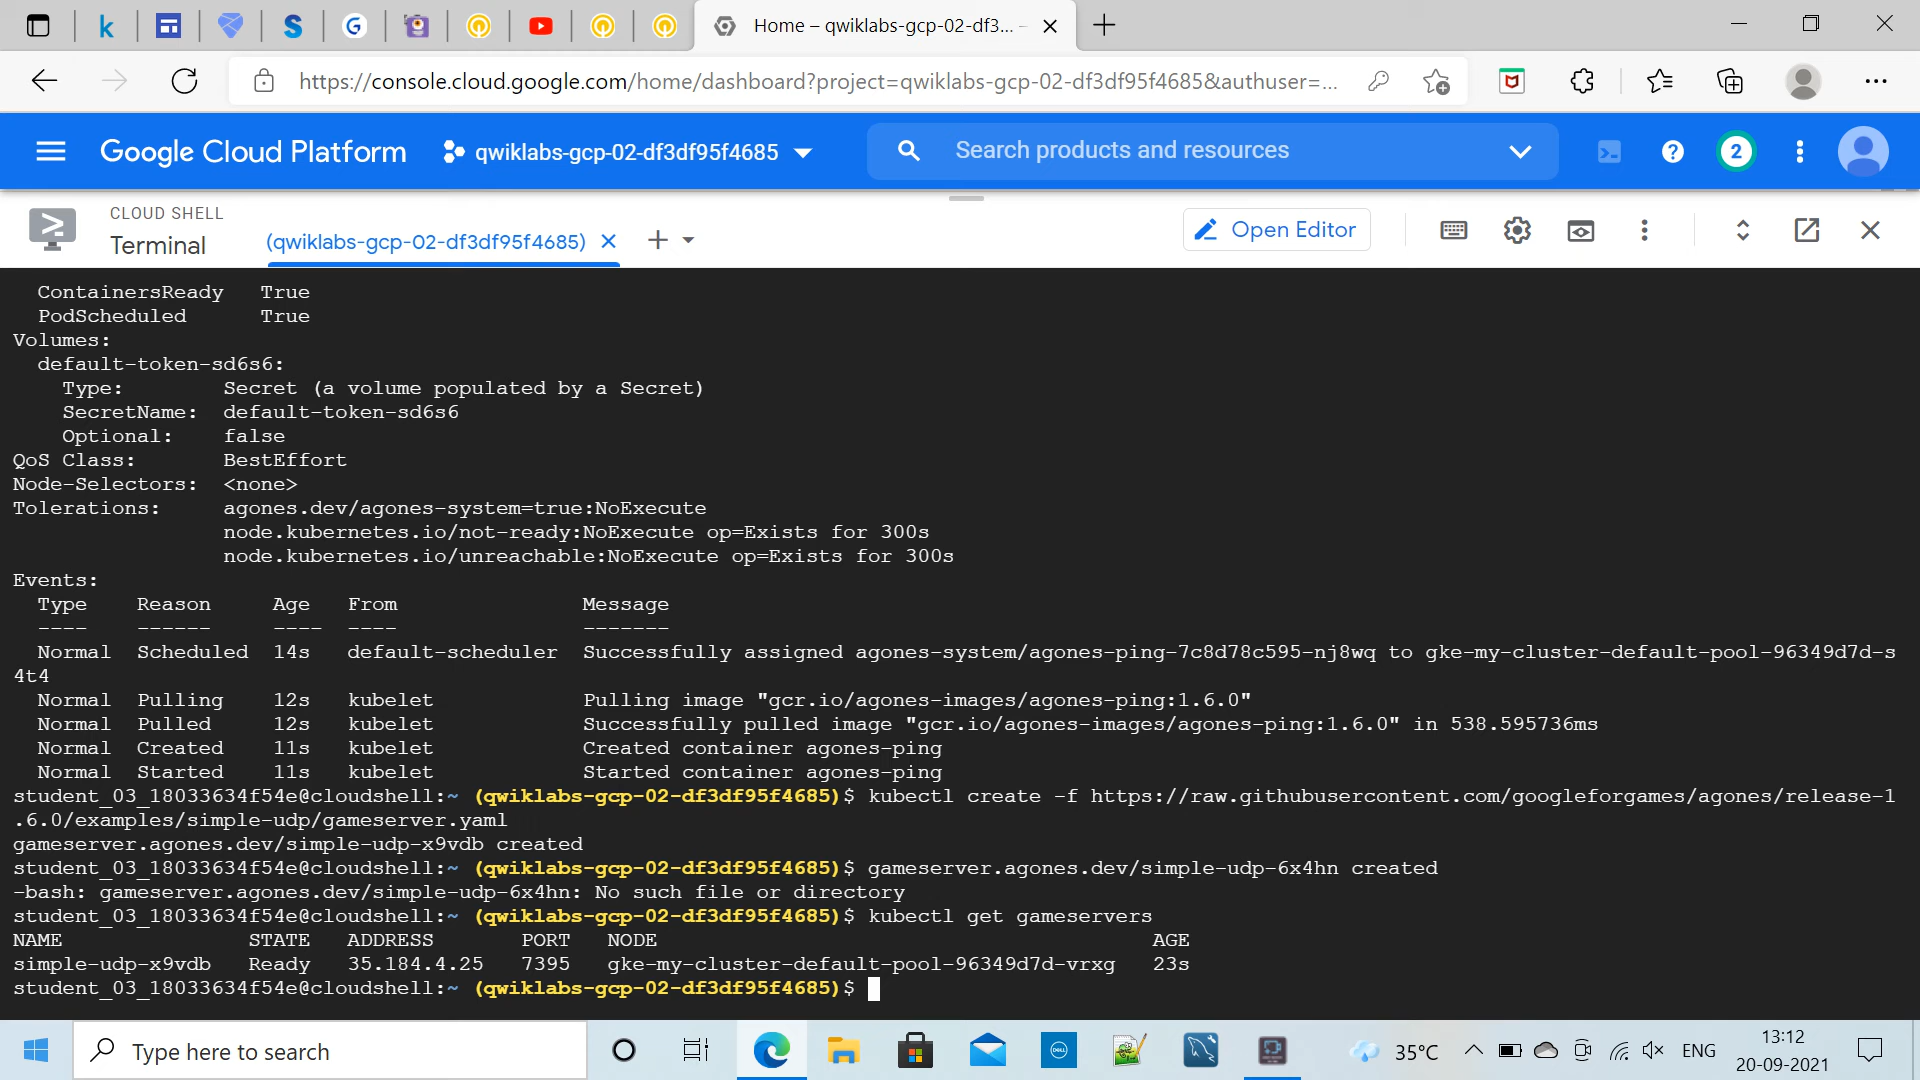 Home – qwiklabs-gcp-02-df3... –
https://console.cloud.google.com/home/dashboard?project=qwiklabs-gcp-02-df3df95f4685&authuser=...
Google Cloud Platform
qwiklabs-gcp-02-df3df95f4685
Search products and resources
2
CLOUD SHELL
Terminal
(qwiklabs-gcp-02-df3df95f4685)
Open Editor
ContainersReady True
PodScheduled True
Volumes:
default-token-sd6s6:
Type: Secret (a volume populated by a Secret)
SecretName: default-token-sd6s6
Optional: false
QoS Class: BestEffort
Node-Selectors: <none>
Tolerations: agones.dev/agones-system=true:NoExecute
node.kubernetes.io/not-ready:NoExecute op=Exists for 300s
node.kubernetes.io/unreachable:NoExecute op=Exists for 300s
Events:
Type Reason Age From Message
---- ------ ---- ---- -------
Normal Scheduled 14s default-scheduler Successfully assigned agones-system/agones-ping-7c8d78c595-nj8wq to gke-my-cluster-default-pool-96349d7d-s
4t4
Normal Pulling 12s kubelet Pulling image "gcr.io/agones-images/agones-ping:1.6.0"
Normal Pulled 12s kubelet Successfully pulled image "gcr.io/agones-images/agones-ping:1.6.0" in 538.595736ms
Normal Created 11s kubelet Created container agones-ping
Normal Started 11s kubelet Started container agones-ping
student_03_18033634f54e@cloudshell:~ (qwiklabs-gcp-02-df3df95f4685)$ kubectl create -f https://raw.githubusercontent.com/googleforgames/agones/release-1
.6.0/examples/simple-udp/gameserver.yaml
gameserver.agones.dev/simple-udp-x9vdb created
student_03_18033634f54e@cloudshell:~ (qwiklabs-gcp-02-df3df95f4685)$ gameserver.agones.dev/simple-udp-6x4hn created
-bash: gameserver.agones.dev/simple-udp-6x4hn: No such file or directory
student_03_18033634f54e@cloudshell:~ (qwiklabs-gcp-02-df3df95f4685)$ kubectl get gameservers
NAME STATE ADDRESS PORT NODE AGE
simple-udp-x9vdb Ready 35.184.4.25 7395 gke-my-cluster-default-pool-96349d7d-vrxg 23s
student_03_18033634f54e@cloudshell:~ (qwiklabs-gcp-02-df3df95f4685)$
Type here to search
DELL
35°C
ENG
13:12
20-09-2021